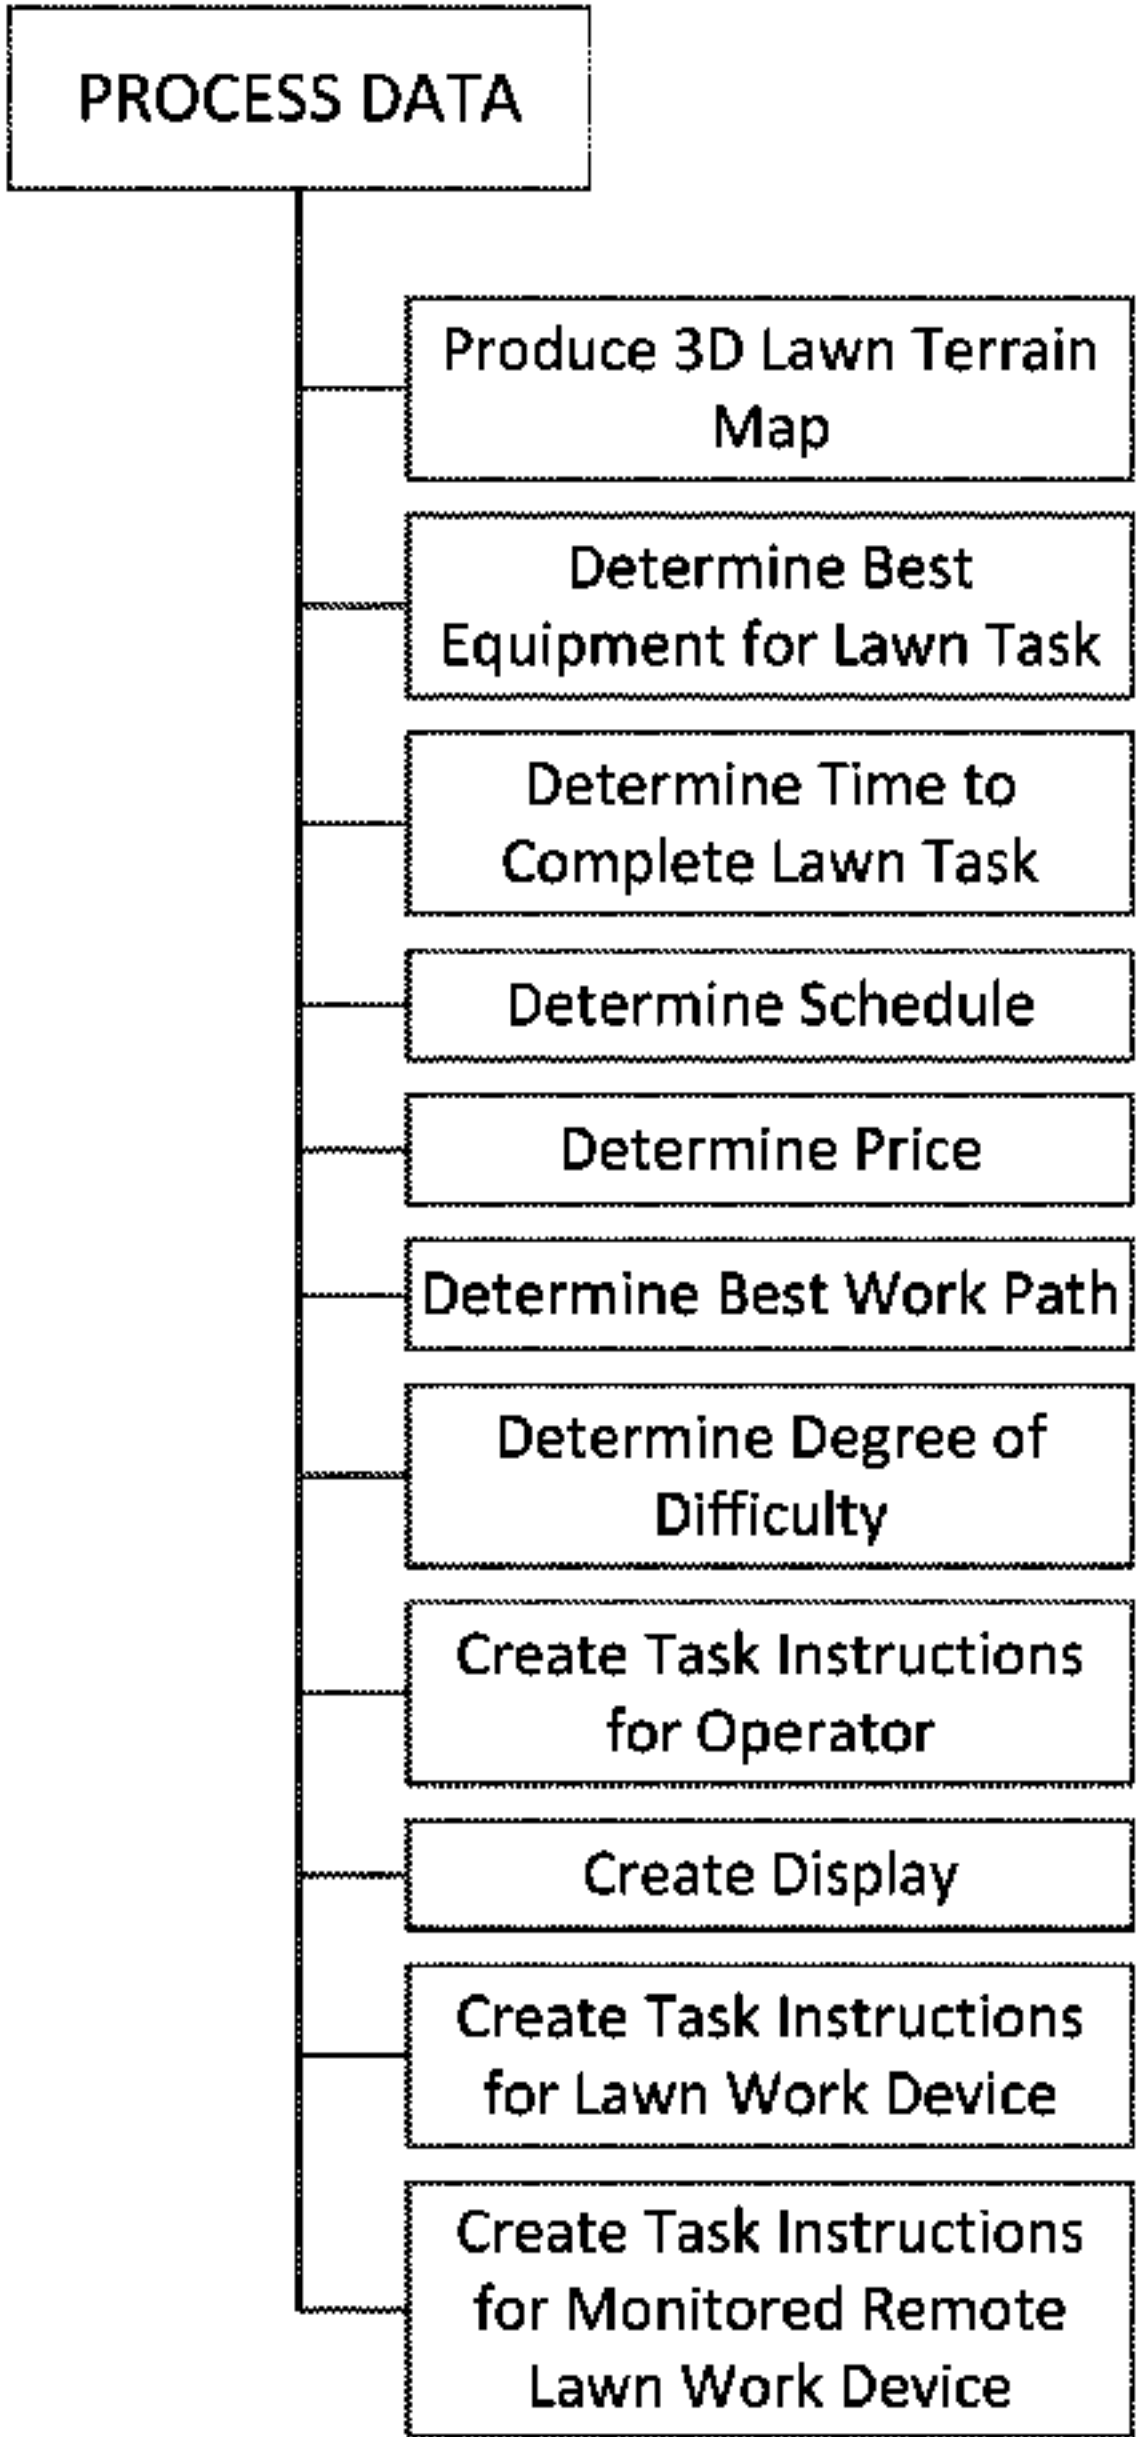 PROCESS DATA
Produce 3D Lawn Terrain
Map
Determine Best
Equipment for Lawn Task
Determine Time to
Complete Lawn Task
Determine Schedule
Determine Price
Determine Best Work Path
Determine Degree of
Difficulty
Create Task Instructions
for Operator
Create Display
Create Task Instructions
for Lawn Work Device
Create Task Instructions
for Monitored Remote
Lawn Work Device